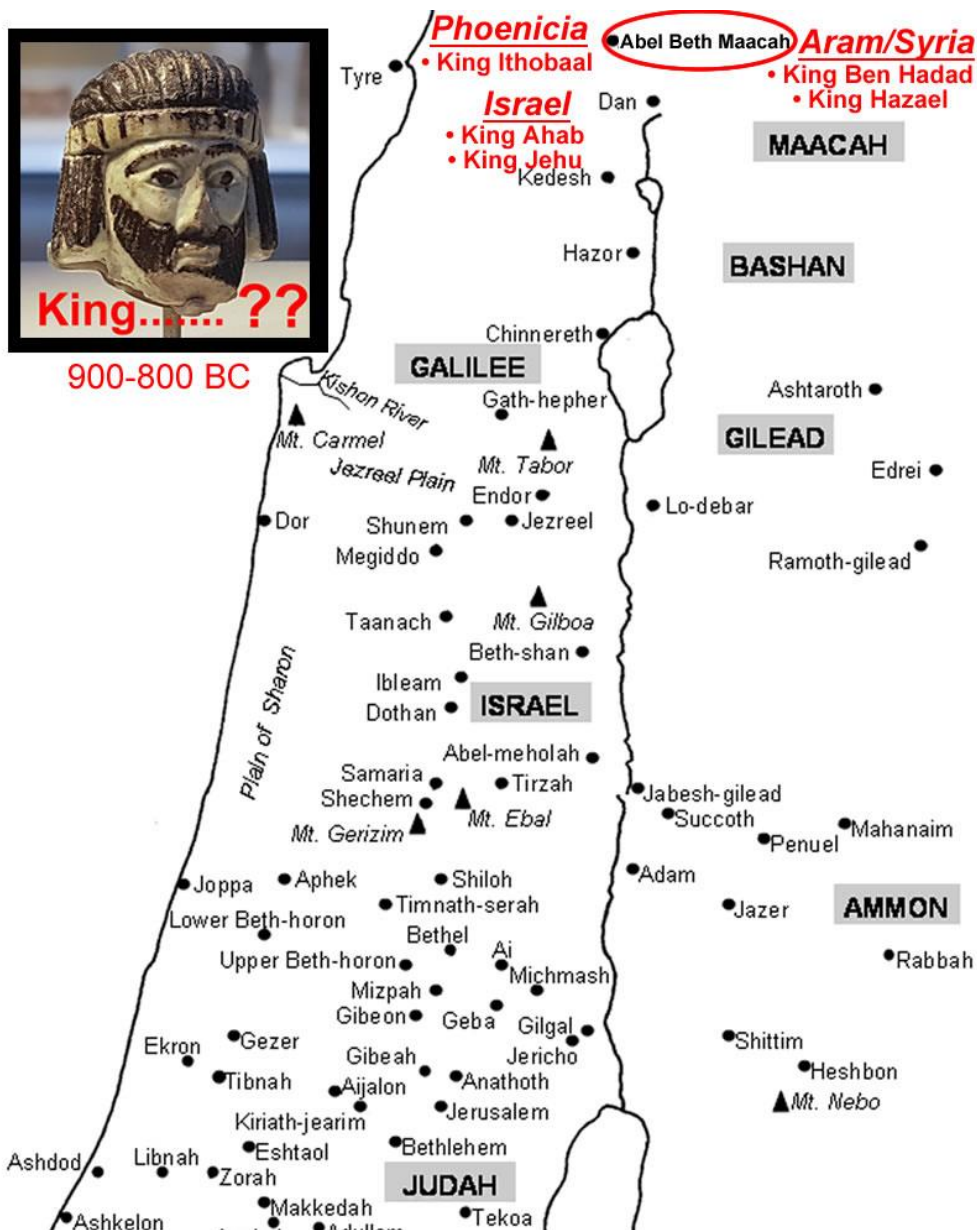 Phoenicia
• King Ithobaal
Abel Beth Maacah
Aram/Syria
• King Ben Hadad
• King Hazael
Tyre
Israel
• King Ahab
• King Jehu
Dan
MAACAH
Kedesh
Hazor
BASHAN
King....... ??
900-800 BC
Chinnereth
GALILEE
Kishon River
Gath-hepher
Ashtaroth
Mt. Carmel
Mt. Tabor
GILEAD
Jezreel Plain
Edrei
Endor
Lo-debar
Dor
Shunem
Jezreel
Megiddo
Ramoth-gilead
Taanach
Mt. Gilboa
Beth-shan
Plain of Sharon
Ibleam
Dothan
ISRAEL
Abel-meholah
Samaria
Tirzah
Jabesh-gilead
Shechem
Mt. Ebal
Succoth
Mahanaim
Mt. Gerizim
Penuel
Joppa
Aphek
Shiloh
Adam
Timnath-serah
Jazer
AMMON
Lower Beth-horon
Bethel
Ai
Upper Beth-horon
Michmash
Rabbah
Mizpah
Gibeon
Geba
Gilgal
Gezer
Jericho
Shittim
Ekron
Gibeah
Heshbon
Tibnah
Aijalon
Anathoth
Mt. Nebo
Kiriath-jearim
Jerusalem
Eshtaol
Bethlehem
Ashdod
Libnah
Zorah
JUDAH
Makkedah
Ashkelon
Tekoa